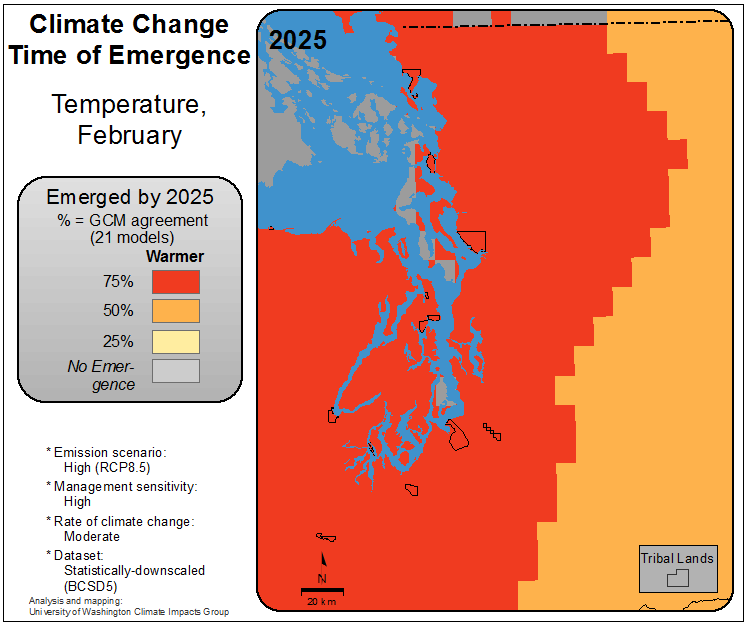 Climate Change
Time of Emergence
Temperature,
February
Emerged by 2025
% = GCM agreement
(21 models)
Warmer
75%
50%
25%
No Emer-
gence
* Emission scenario:
High (RCP8.5)
* Management sensitivity:
High
* Rate of climate change:
Moderate
* Dataset:
Statistically-downscaled
(BCSD5)
Analysis and mapping:
University of Washington Climate Impacts Group
2025
N
20 km
Tribal Lands